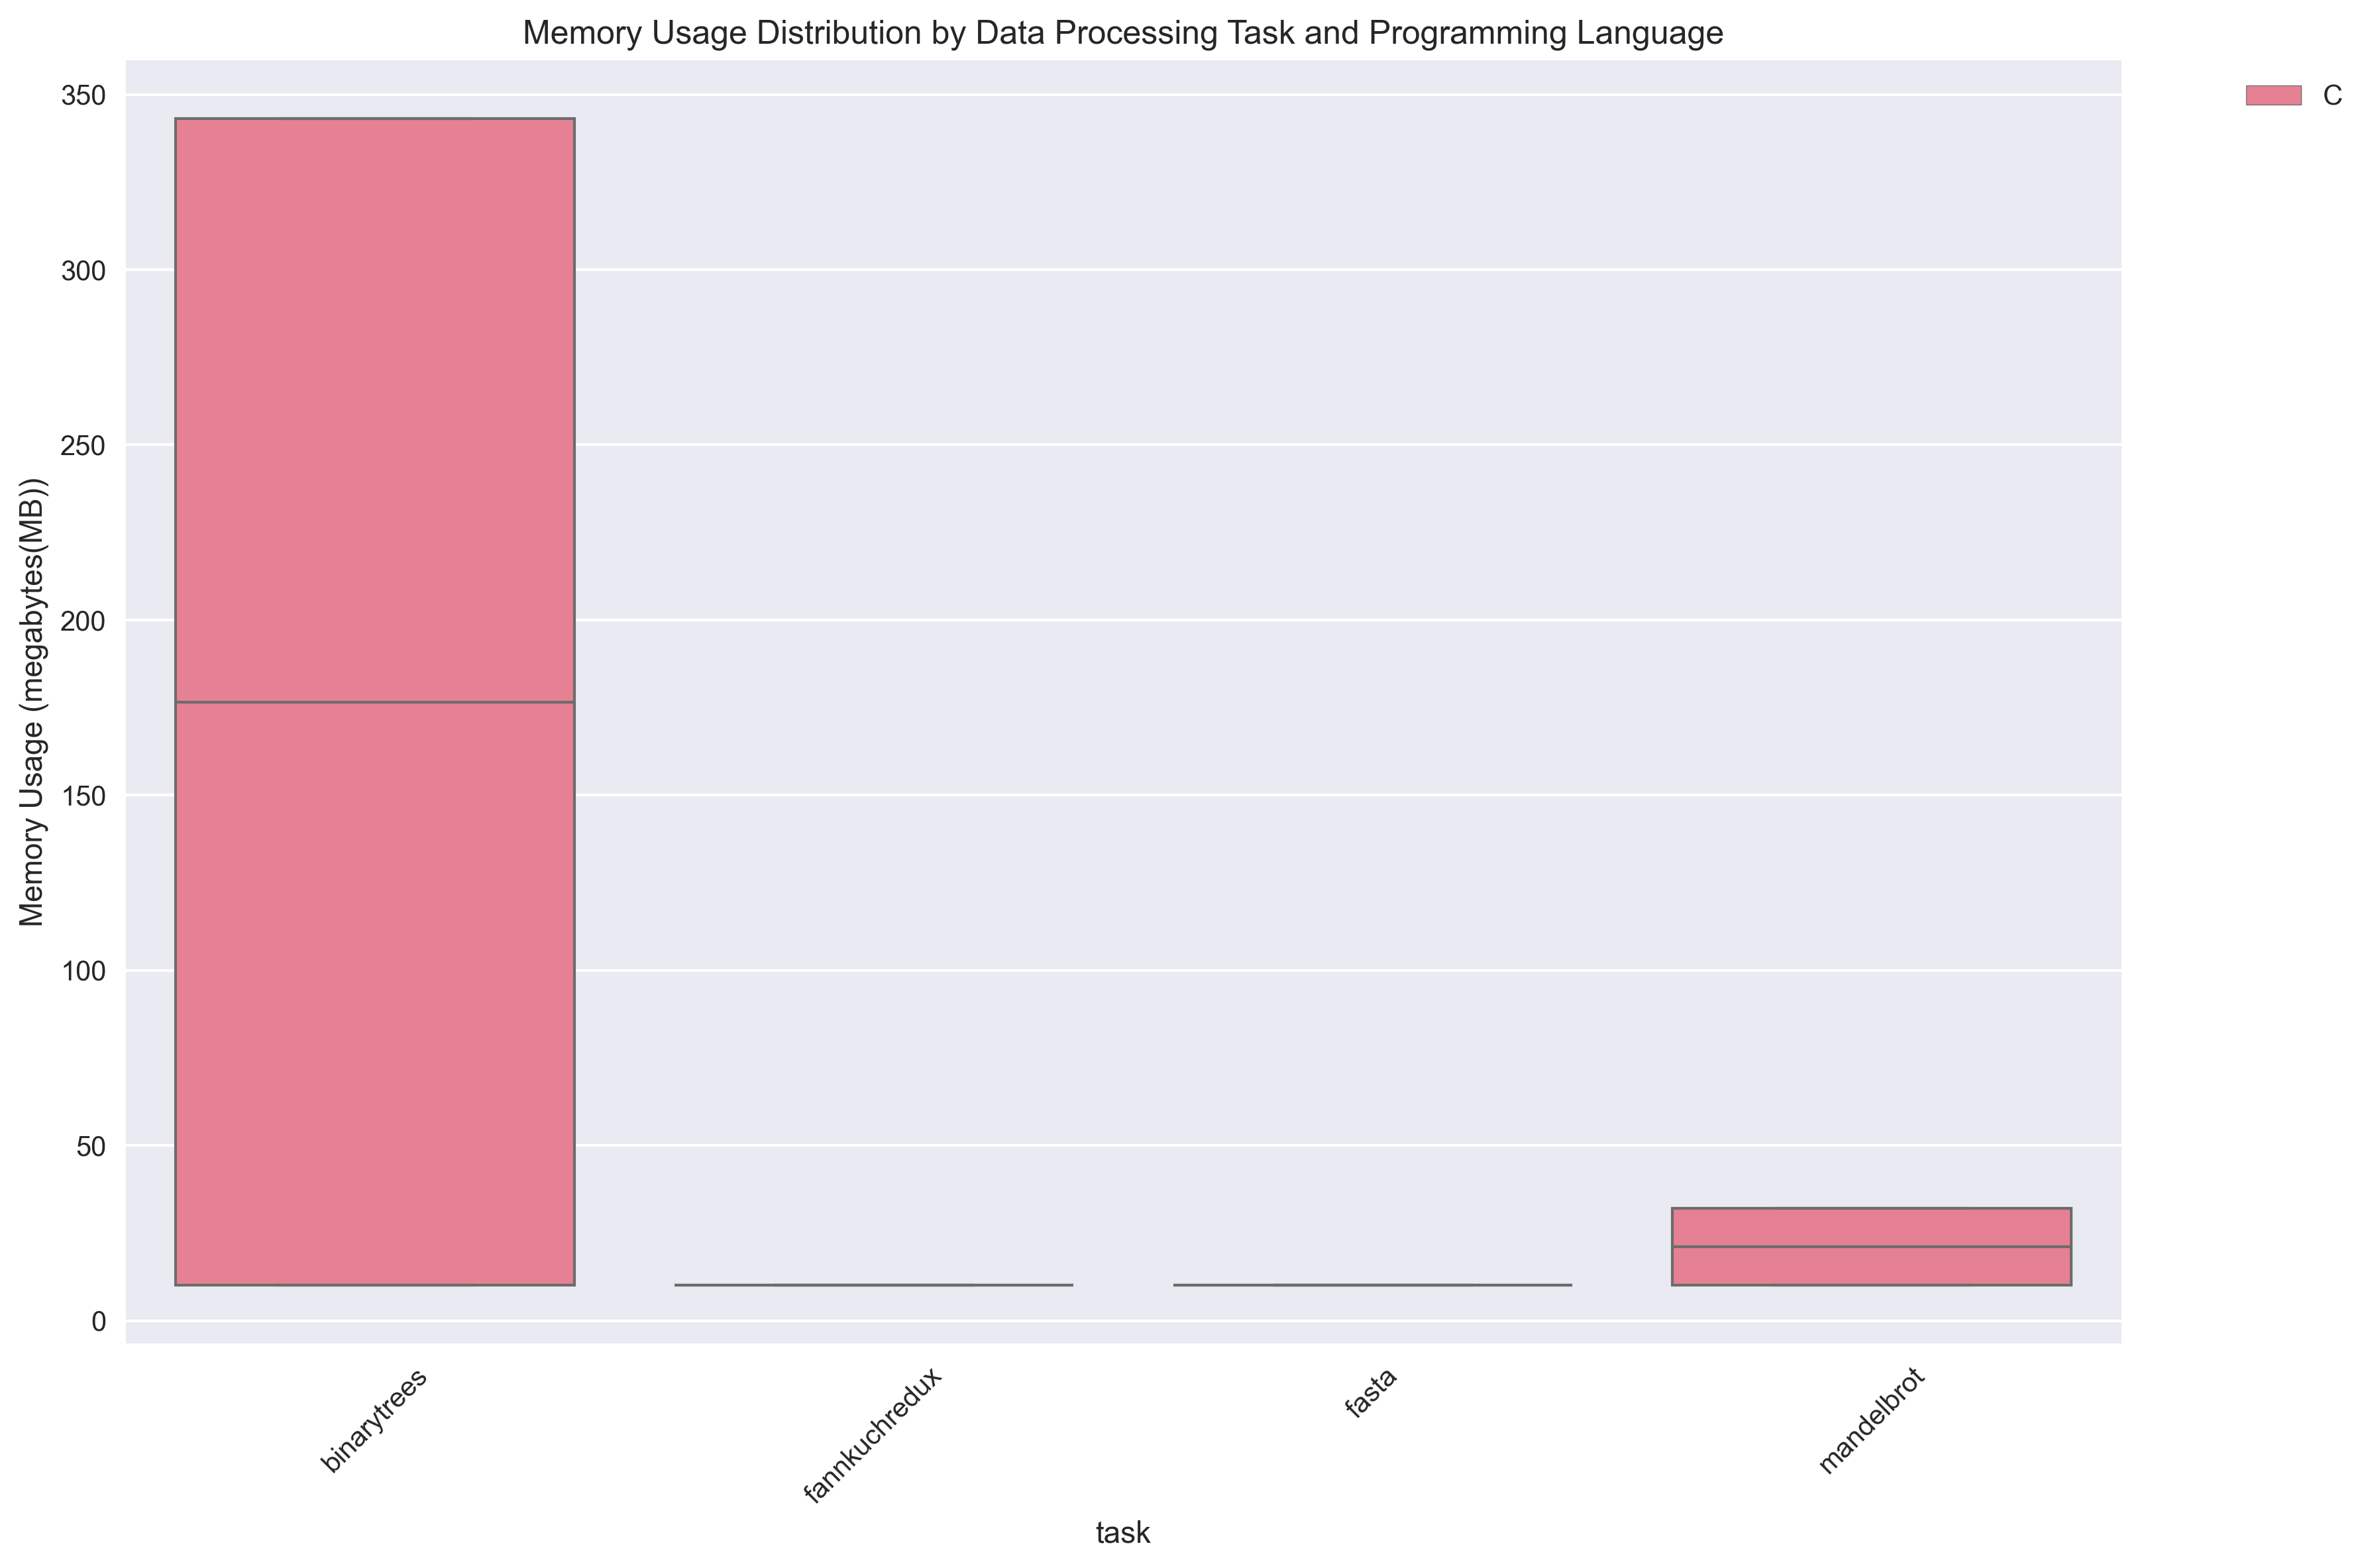 Memory Usage Distribution by Data Processing Task and Programming Language
C
Memory Usage (megabytes(MB))
350
300
250
200
150
100
50
0
binarytrees
fannkuchredux
fasta
mandelbrot
task